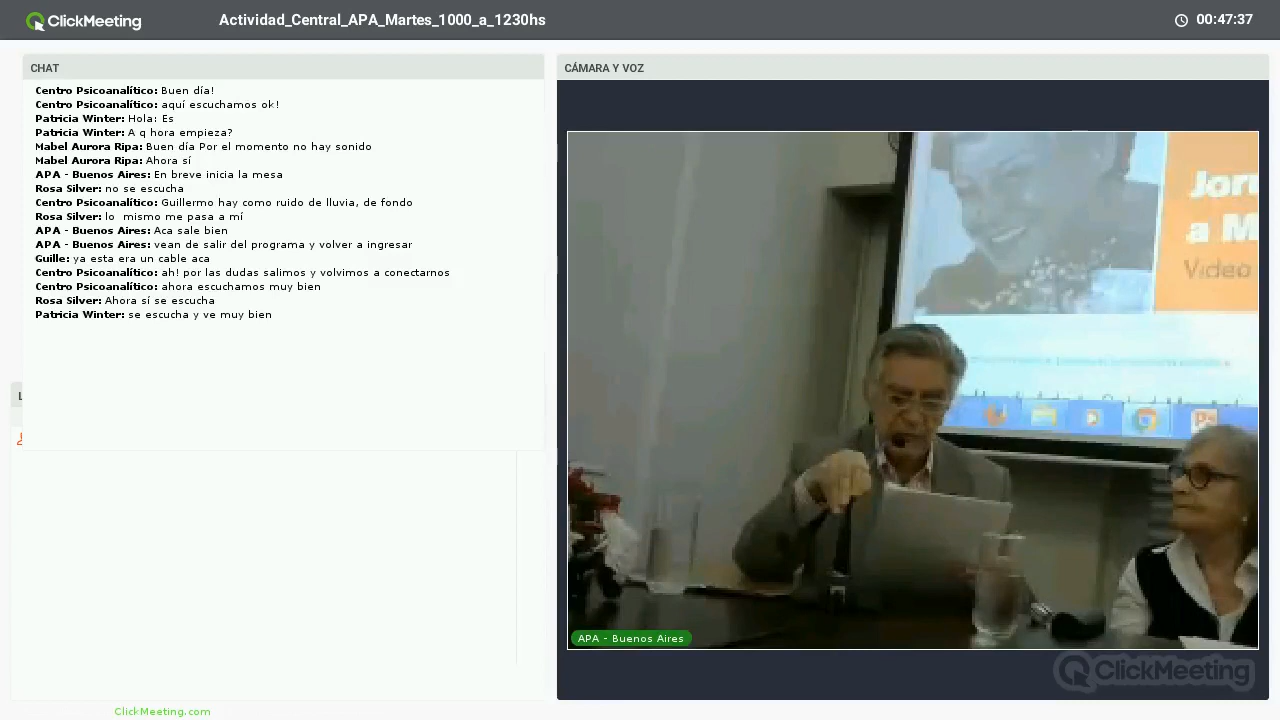 ClickMeeting
Actividad_Central_APA_Martes_1000_a_1230hs
00:47:37
CHAT
Centro Psicoanalítico: Buen día!
Centro Psicoanalítico: aquí escuchamos ok!
Patricia Winter: Hola: Es
Patricia Winter: A q hora empieza?
Mabel Aurora Ripa: Buen día Por el momento no hay sonido
Mabel Aurora Ripa: Ahora sí
APA - Buenos Aires: En breve inicia la mesa
Rosa Silver: no se escucha
Centro Psicoanalítico: Guillermo hay como ruido de lluvia, de fondo
Rosa Silver: lo  mismo me pasa a mí
APA - Buenos Aires: Aca sale bien
APA - Buenos Aires: vean de salir del programa y volver a ingresar
Guille: ya esta era un cable aca
Centro Psicoanalítico: ah! por las dudas salimos y volvimos a conectarnos
Centro Psicoanalítico: ahora escuchamos muy bien
Rosa Silver: Ahora sí se escucha
Patricia Winter: se escucha y ve muy bien
CÁMARA Y VOZ
Jor
a M
Video
APA - Buenos Aires
ClickMeeting
ClickMeeting.com